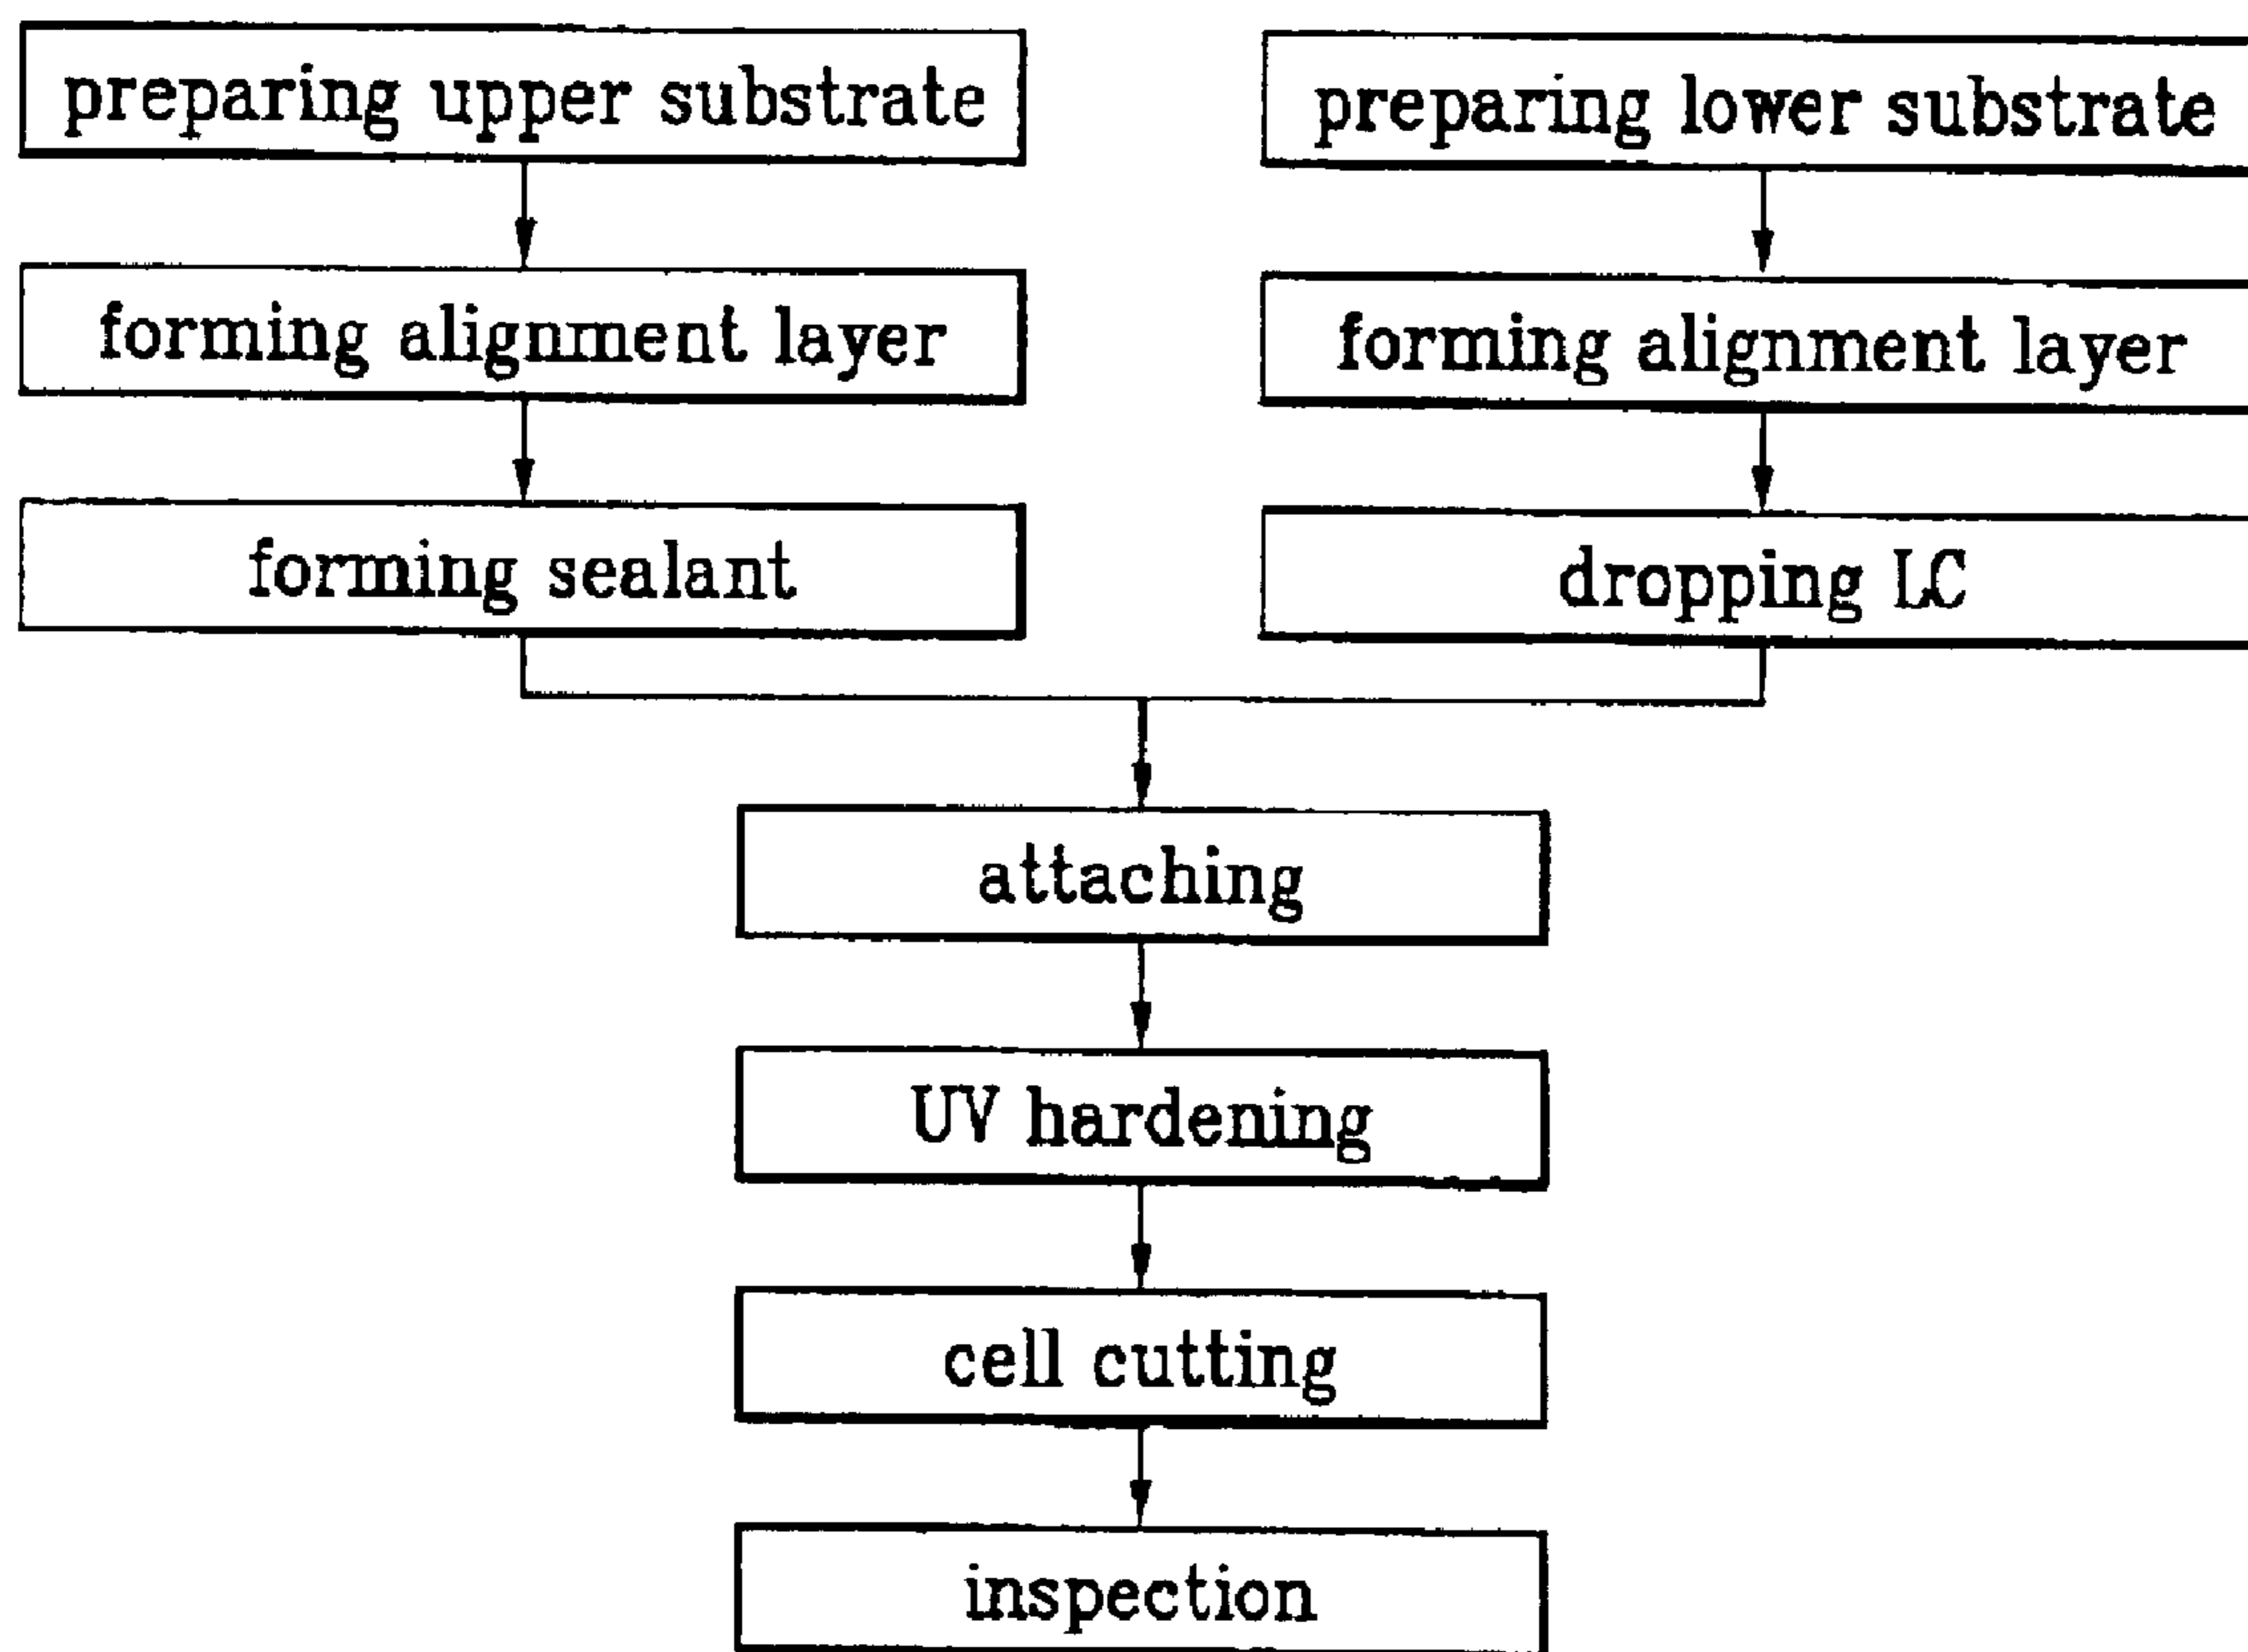 preparing upper substrate
preparing lower substrate
forming alignment layer
forming alignment layer
forming sealant
dropping LC
attaching
UV hardening
cell cutting
inspection